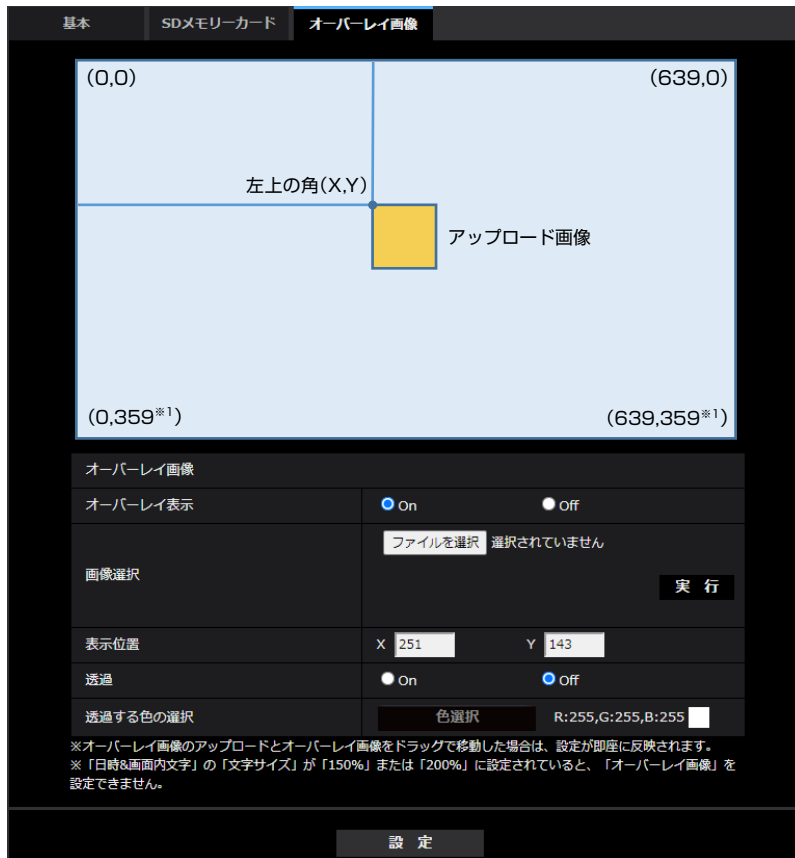 基本 SDメモリーカード オーバーレイ画像
(0,0) (639,0)
左上の角(X,Y)
アップロード画像
(0,359※1) (639,359※1)
オーバーレイ画像
オーバーレイ表示 On Off
ファイルを選択 選択されていません
画像選択
実 行
表示位置 X 251 Y 143
透過 On Off
透過する色の選択 色選択 R:255,G:255,B:255
※オーバーレイ画像のアップロードとオーバーレイ画像をドラッグで移動した場合は、設定が即座に反映されます。
※「日時&画面内文字」の「文字サイズ」が「150%」または「200%」に設定されていると、「オーバーレイ画像」を
設定できません。
設 定